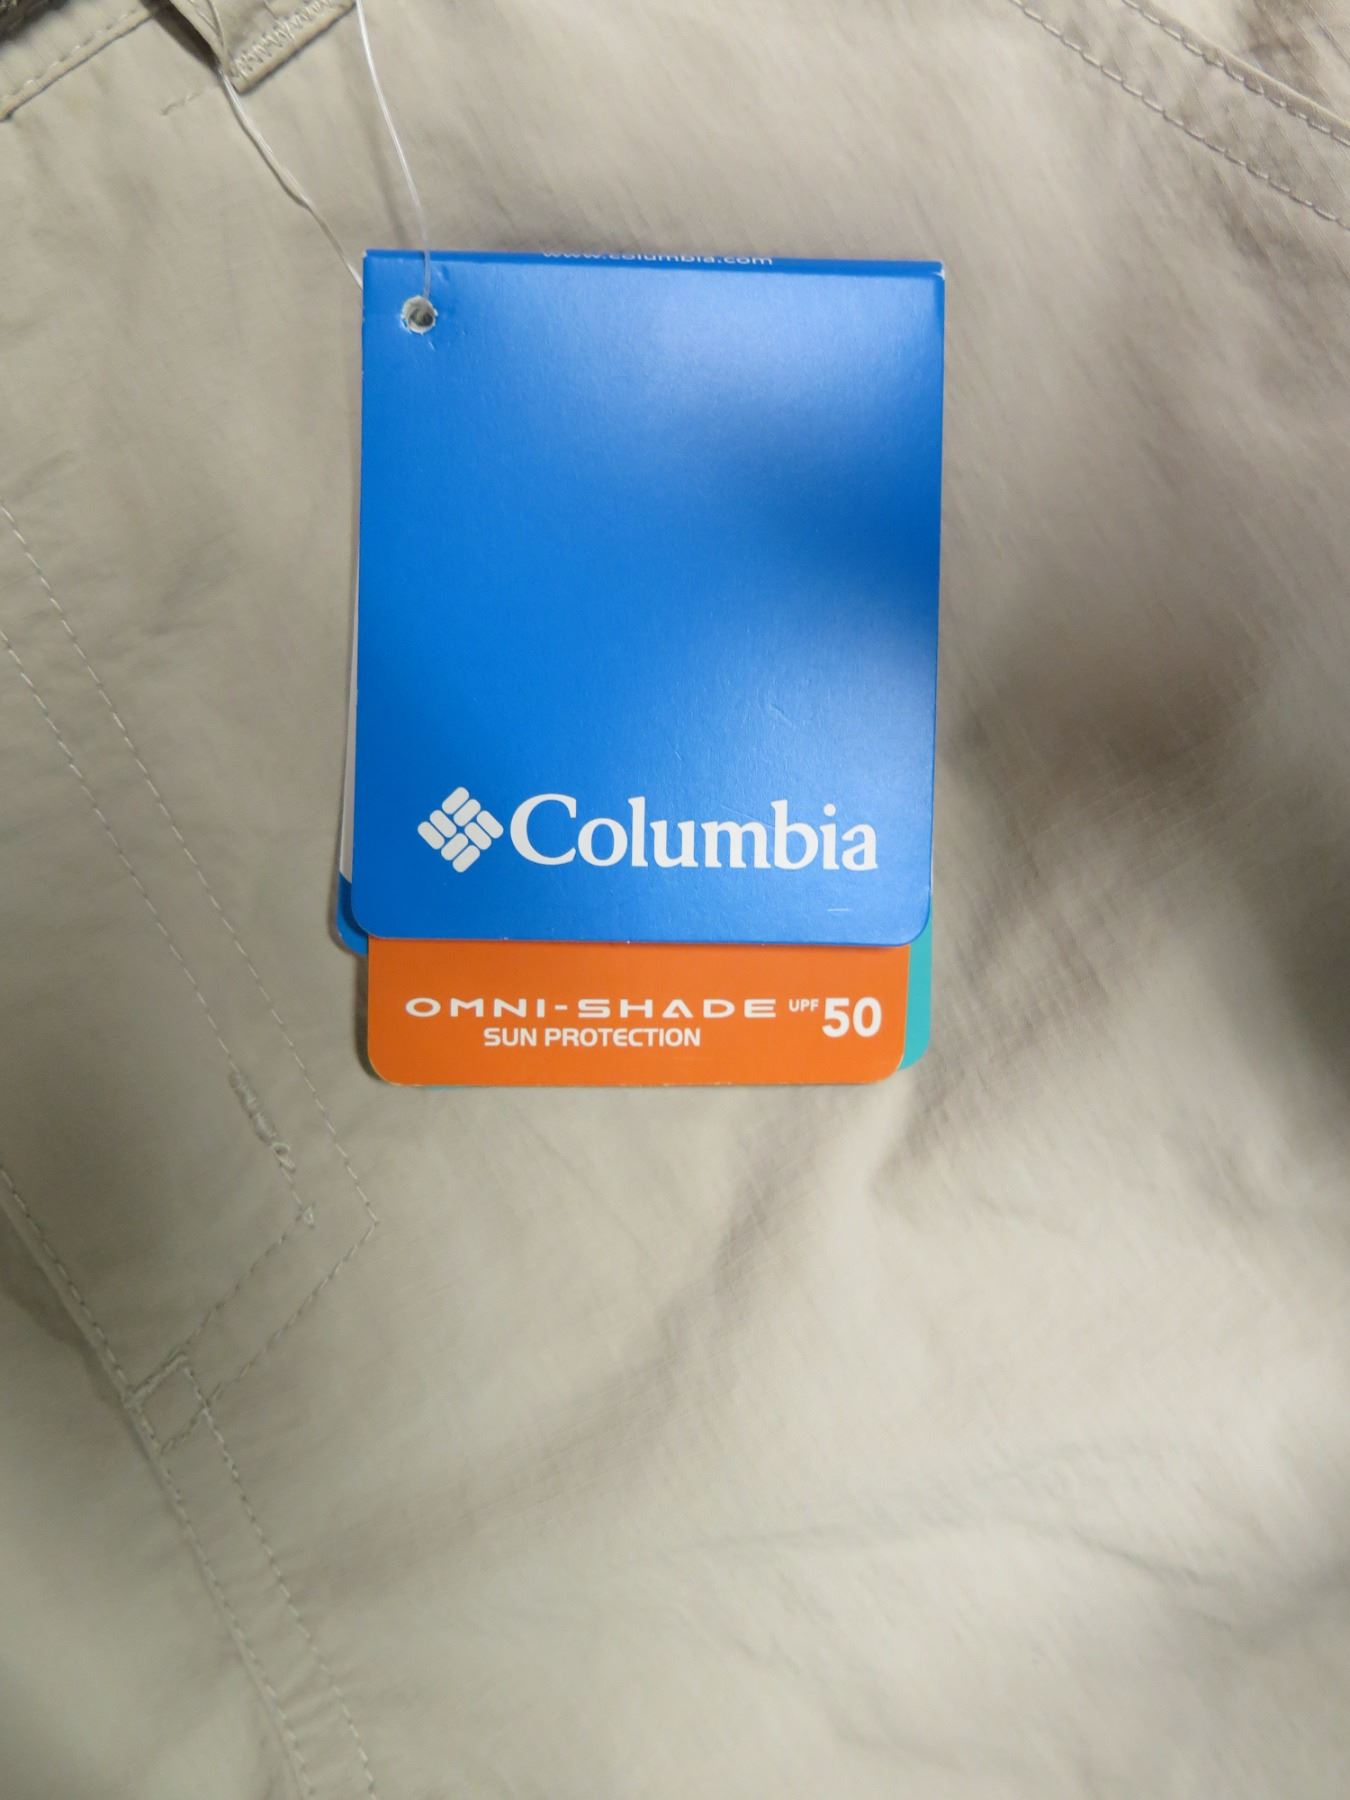 www.columbia.com
Columbia
OMNI-SHADE UPF 50
SUN PROTECTION